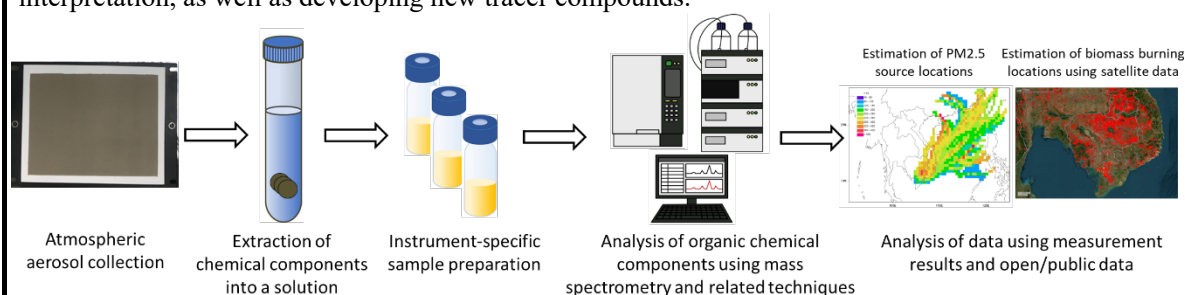 interpretation, as well as developing new tracer compounds.
Estimation of PM2.5
source locations
Estimation of biomass burning
locations using satellite data
Atmospheric
aerosol collection
Extraction of
chemical components
into a solution
Instrument-specific
sample preparation
Analysis of organic chemical
components using mass
spectrometry and related techniques
Analysis of data using measurement
results and open/public data